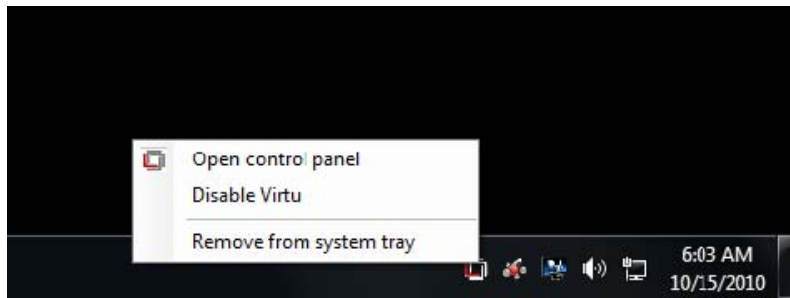 Open control panel
Disable Virtu
Remove from system tray
6:03 AM
10/15/2010